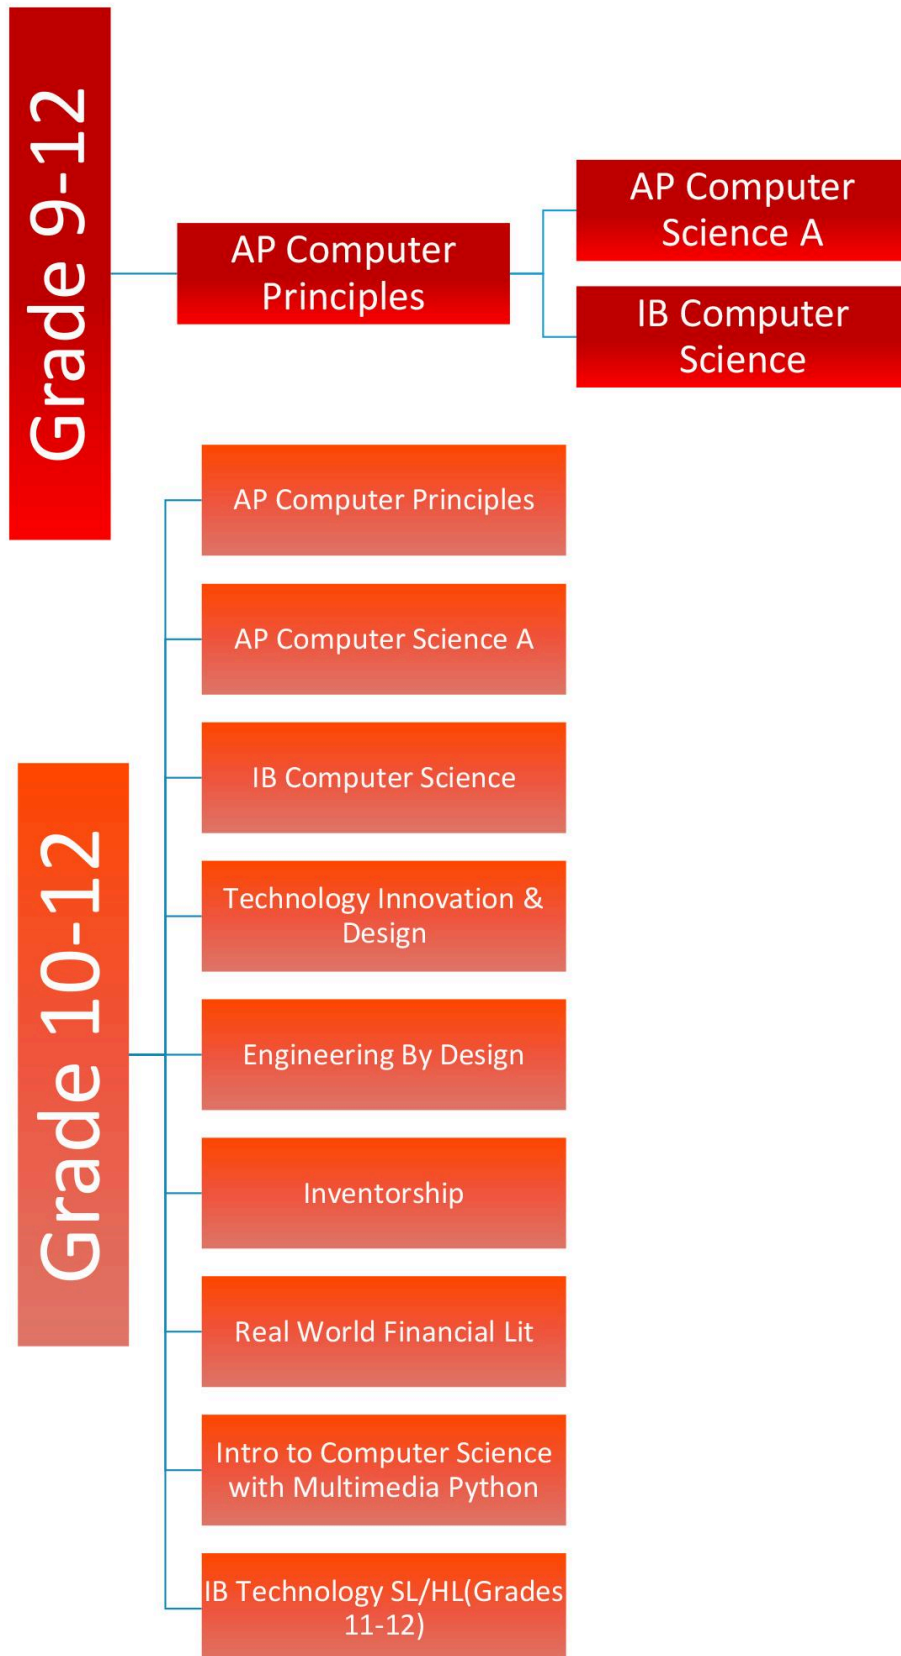 Grade 9-12
AP Computer
Principles
AP Computer
Science A
IB Computer
Science
Grade 10-12
AP Computer Principles
AP Computer Science A
IB Computer Science
Technology Innovation &
Design
Engineering By Design
Inventorship
Real World Financial Lit
Intro to Computer Science
with Multimedia Python
IB Technology SL/HL(Grades
11-12)